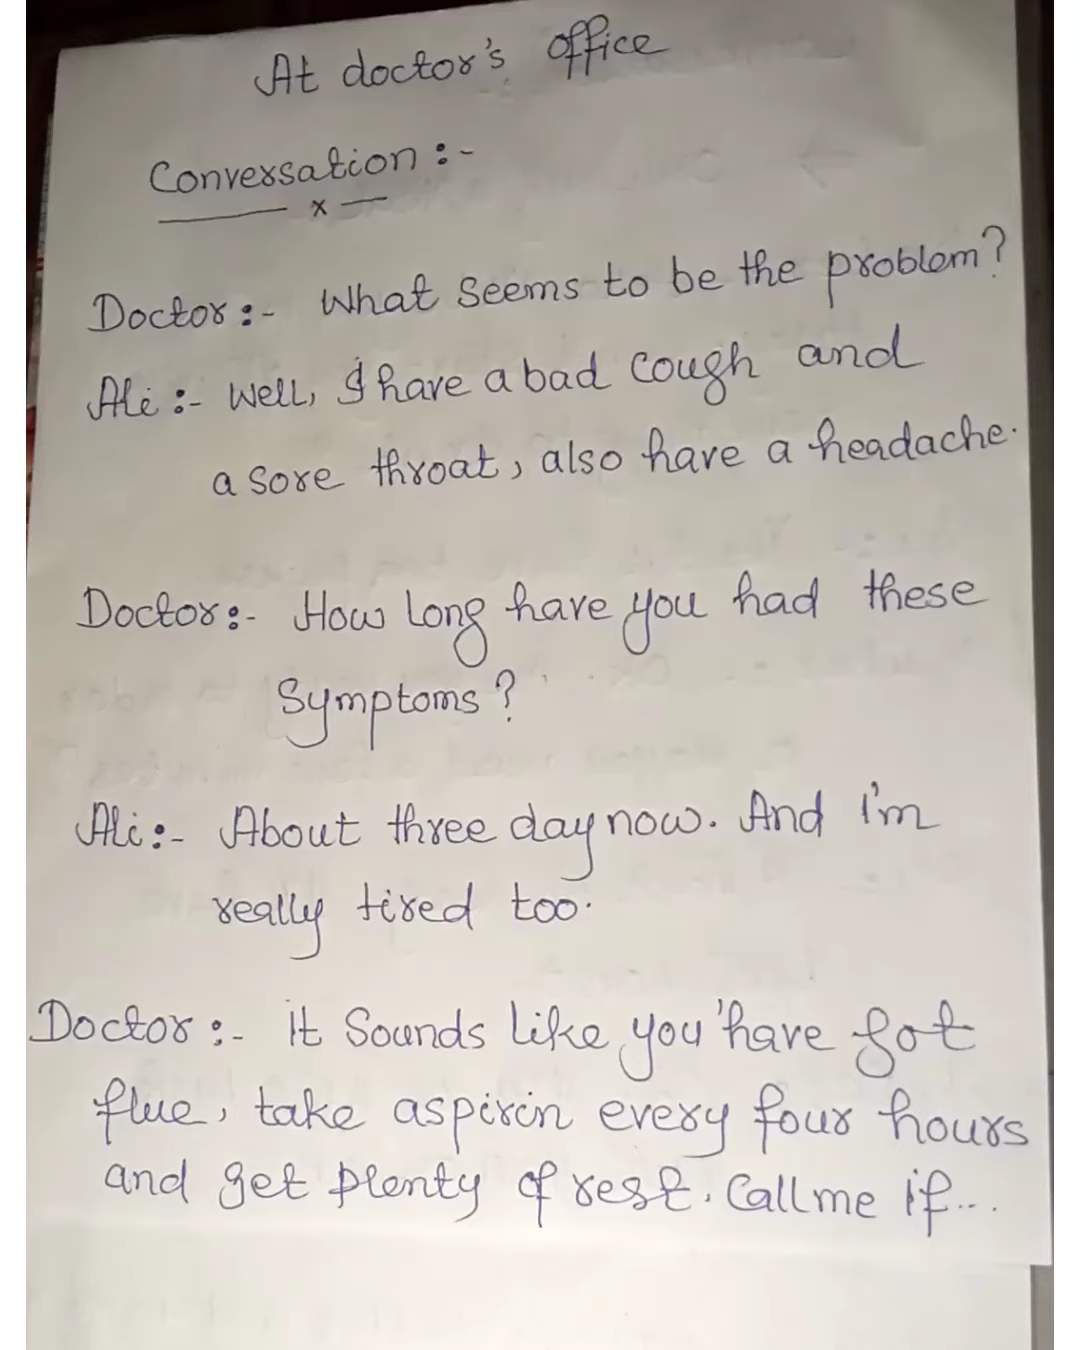 At doctor's office
Conversation :-
x
Doctor :- What seems to be the problem?
Ali :- Well, I have a bad cough and
a sore throat, also have a headache.
Doctor :- How long have you had these
Symptoms?
Ali :- About three day now. And i'm
really tired too.
Doctor :- it Sounds like you'have got
flue, take aspirin every four hours
and get plenty of rest. Call me if...